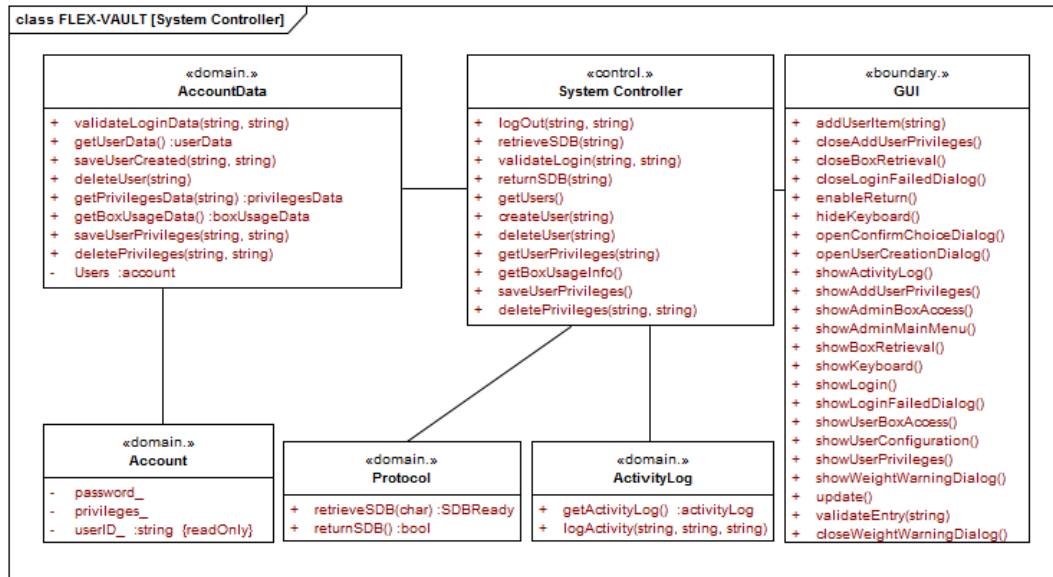 class FLEX-VAULT [System Controller]
«domain.»
AccountData
+ validateLoginData(string, string)
+ getUserData() :userData
+ saveUserCreated(string, string)
+ deleteUser(string)
+ getPrivilegesData(string) :privilegesData
+ getBoxUsageData() :boxUsageData
+ saveUserPrivileges(string, string)
+ deletePrivileges(string, string)
- Users :account
«control.»
System Controller
+ logOut(string, string)
+ retrieveSDB(string)
+ validateLogin(string, string)
+ returnSDB(string)
+ getUsers()
+ createUser(string)
+ deleteUser(string)
+ getUserPrivileges(string)
+ getBoxUsageInfo()
+ saveUserPrivileges()
+ deletePrivileges(string, string)
«boundary.»
GUI
+ addUserItem(string)
+ closeAddUserPrivileges()
+ closeBoxRetrieval()
+ closeLoginFailedDialog()
+ enableReturn()
+ hideKeyboard()
+ openConfirmChoiceDialog()
+ openUserCreationDialog()
+ showActivityLog()
+ showAddUserPrivileges()
+ showAdminBoxAccess()
+ showAdminMainMenu()
+ showBoxRetrieval()
+ showKeyboard()
+ showLogin()
+ showLoginFailedDialog()
+ showUserBoxAccess()
+ showUserConfiguration()
+ showUserPrivileges()
+ showWeightWarningDialog()
+ update()
+ validateEntry(string)
+ closeWeightWarningDialog()
«domain.»
Account
- password_
- privileges_
- userID_ :string {readOnly}
«domain.»
Protocol
+ retrieveSDB(char) :SDBReady
+ returnSDB() :bool
«domain.»
ActivityLog
+ getActivityLog() :activityLog
+ logActivity(string, string, string)